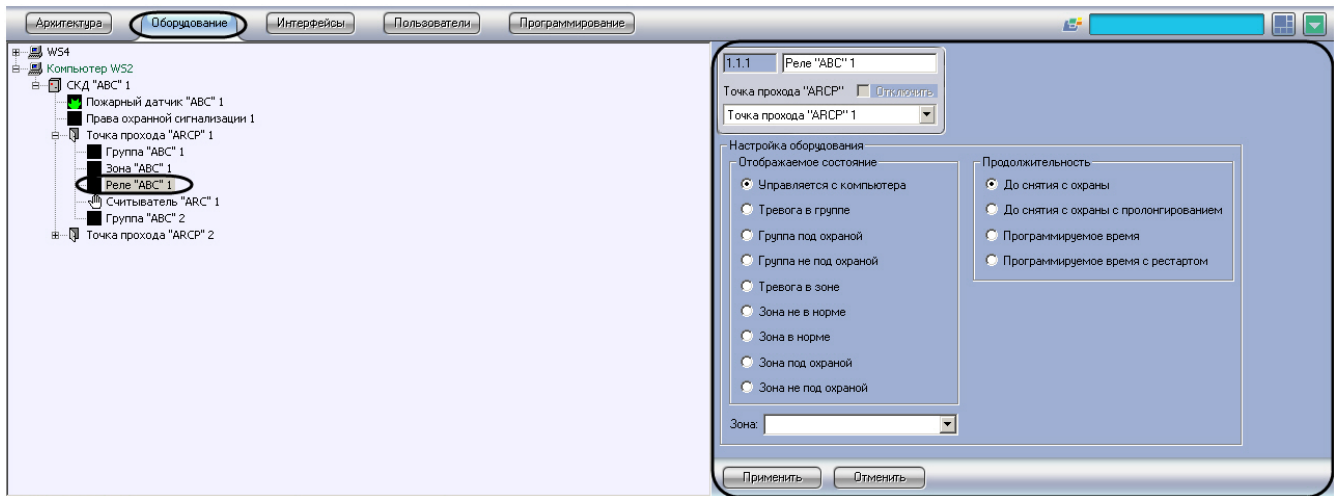 Архитектура Оборудование Интерфейсы Пользователи Программирование
WS4
Компьютер WS2
СКД "ABC" 1
Пожарный датчик "ABC" 1
Права охранной сигнализации 1
Точка прохода "ARCP" 1
Группа "ABC" 1
Зона "ABC" 1
Реле "ABC" 1
Считыватель "ARC" 1
Группа "ABC" 2
Точка прохода "ARCP" 2
1.1.1 Реле "ABC" 1
Точка прохода "ARCP" Отключить
Точка прохода "ARCP" 1
Настройка оборудования
Отображаемое состояние
Управляется с компьютера
Тревога в группе
Группа под охраной
Группа не под охраной
Тревога в зоне
Зона не в норме
Зона в норме
Зона под охраной
Зона не под охраной
Продолжительность
До снятия с охраны
До снятия с охраны с пролонгированием
Программируемое время
Программируемое время с рестартом
Зона:
Применить Отменить